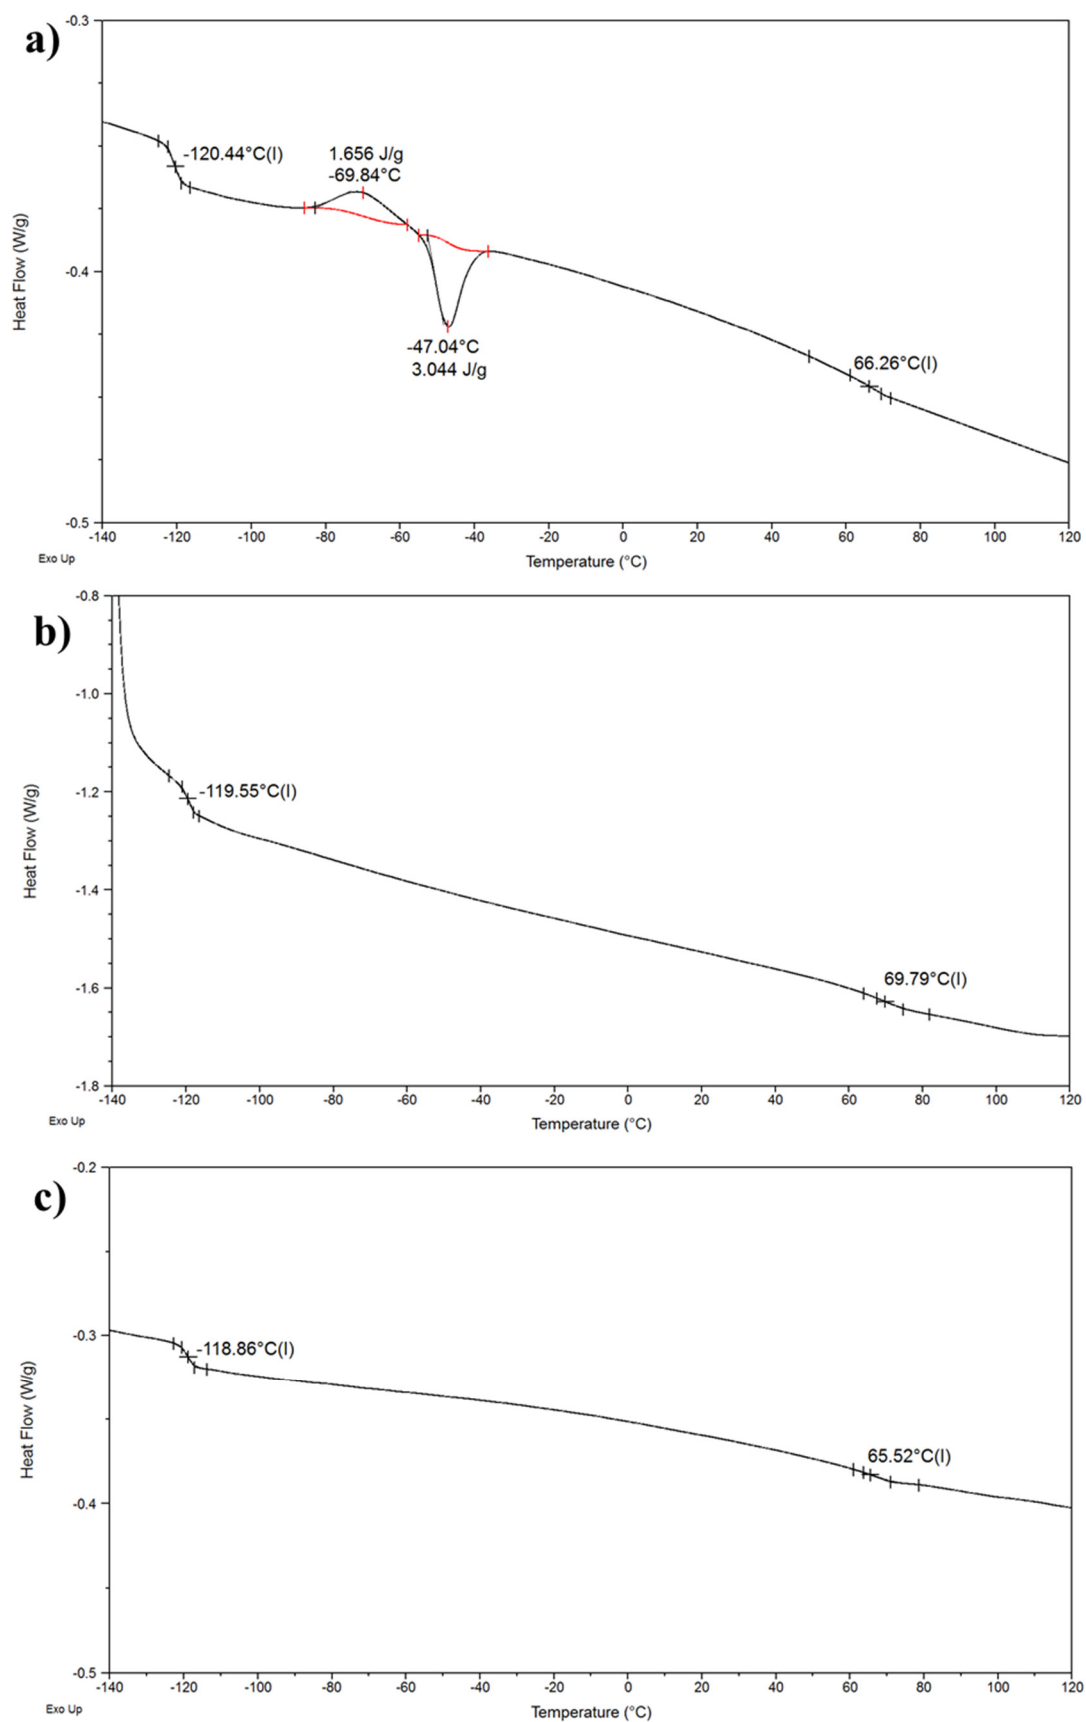 a)
-0.3
-120.44°C(I)
1.656 J/g
-69.84°C
-0.4
-47.04°C
3.044 J/g
66.26°C(I)
-0.5
Heat Flow (W/g)
-140 -120 -100 -80 -60 -40 -20 0 20 40 60 80 100 120
Exo Up
Temperature (°C)
b)
-0.8
-1.0
-119.55°C(I)
-1.2
-1.4
69.79°C(I)
-1.6
-1.8
Heat Flow (W/g)
-140 -120 -100 -80 -60 -40 -20 0 20 40 60 80 100 120
Exo Up
Temperature (°C)
c)
-0.2
-0.3
-118.86°C(I)
65.52°C(I)
-0.4
-0.5
Heat Flow (W/g)
-140 -120 -100 -80 -60 -40 -20 0 20 40 60 80 100 120
Exo Up
Temperature (°C)